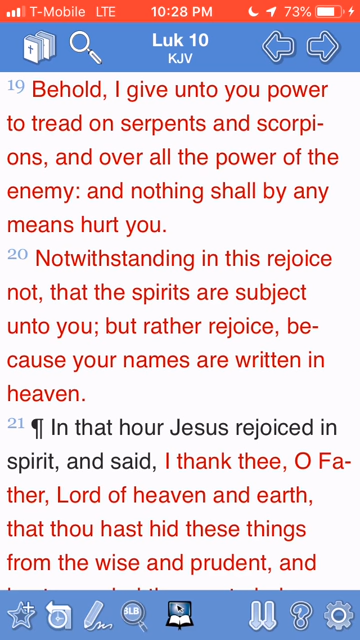 T-Mobile LTE 10:28 PM 73%
Luk 10
KJV
19 Behold, I give unto you power
to tread on serpents and scorpi-
ons, and over all the power of the
enemy: and nothing shall by any
means hurt you.
20 Notwithstanding in this rejoice
not, that the spirits are subject
unto you; but rather rejoice, be-
cause your names are written in
heaven.
21 ¶ In that hour Jesus rejoiced in
spirit, and said, I thank thee, O Fa-
ther, Lord of heaven and earth,
that thou hast hid these things
from the wise and prudent, and
BLB